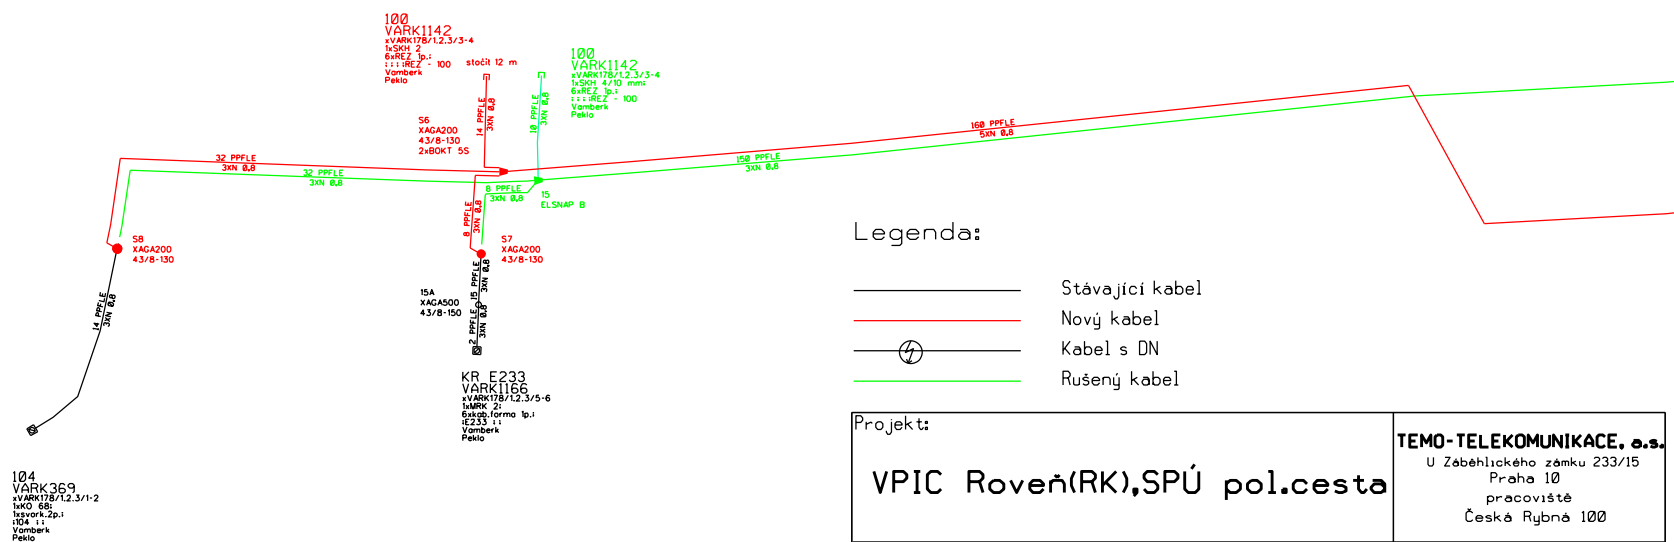 100
VARK1142
xVARK178/1.2.3/3-4
1xSKH 2
6xREZ 1p.;
;;;;REZ - 100
Vamberk
Peklo
stočit 12 m
100
VARK1142
xVARK178/1.2.3/3-4
1xSKH 4/10 mm;
6xREZ 1p.;
;;;;REZ - 100
Vamberk
Peklo
14 PPFLE
3XN 0.8
10 PPFLE
3XN 0.8
S6
XAGA200
43/8-130
2xBOKT 5S
160 PPFLE
5XN 0.8
150 PPFLE
3XN 0.8
32 PPFLE
3XN 0.8
32 PPFLE
3XN 0.8
8 PPFLE
3XN 0.8
15
ELSNAP B
8 PPFLE
3XN 0.8
S8
XAGA200
43/8-130
S7
XAGA200
43/8-130
14 PPFLE
3XN 0.8
15 PPFLE
3XN 0.8
15A
XAGA500
43/8-150
2 PPFLE
3XN 0.8
KR E233
VARK1166
xVARK178/1.2.3/5-6
1xMRK 2;
6xkab.forma 1p.;
;E233 ;;
Vamberk
Peklo
104
VARK369
xVARK178/1.2.3/1-2
1xKO 68;
1xsvork.2p.;
;104 ;;
Vamberk
Peklo
Legenda:
Stávající kabel
Nový kabel
Kabel s DN
Rušený kabel
Projekt:
VPIC Roveň(RK),SPÚ pol.cesta
TEMO-TELEKOMUNIKACE, a.s.
U Záběhlického zámku 233/15
Praha 10
pracoviště
Česká Rybná 100